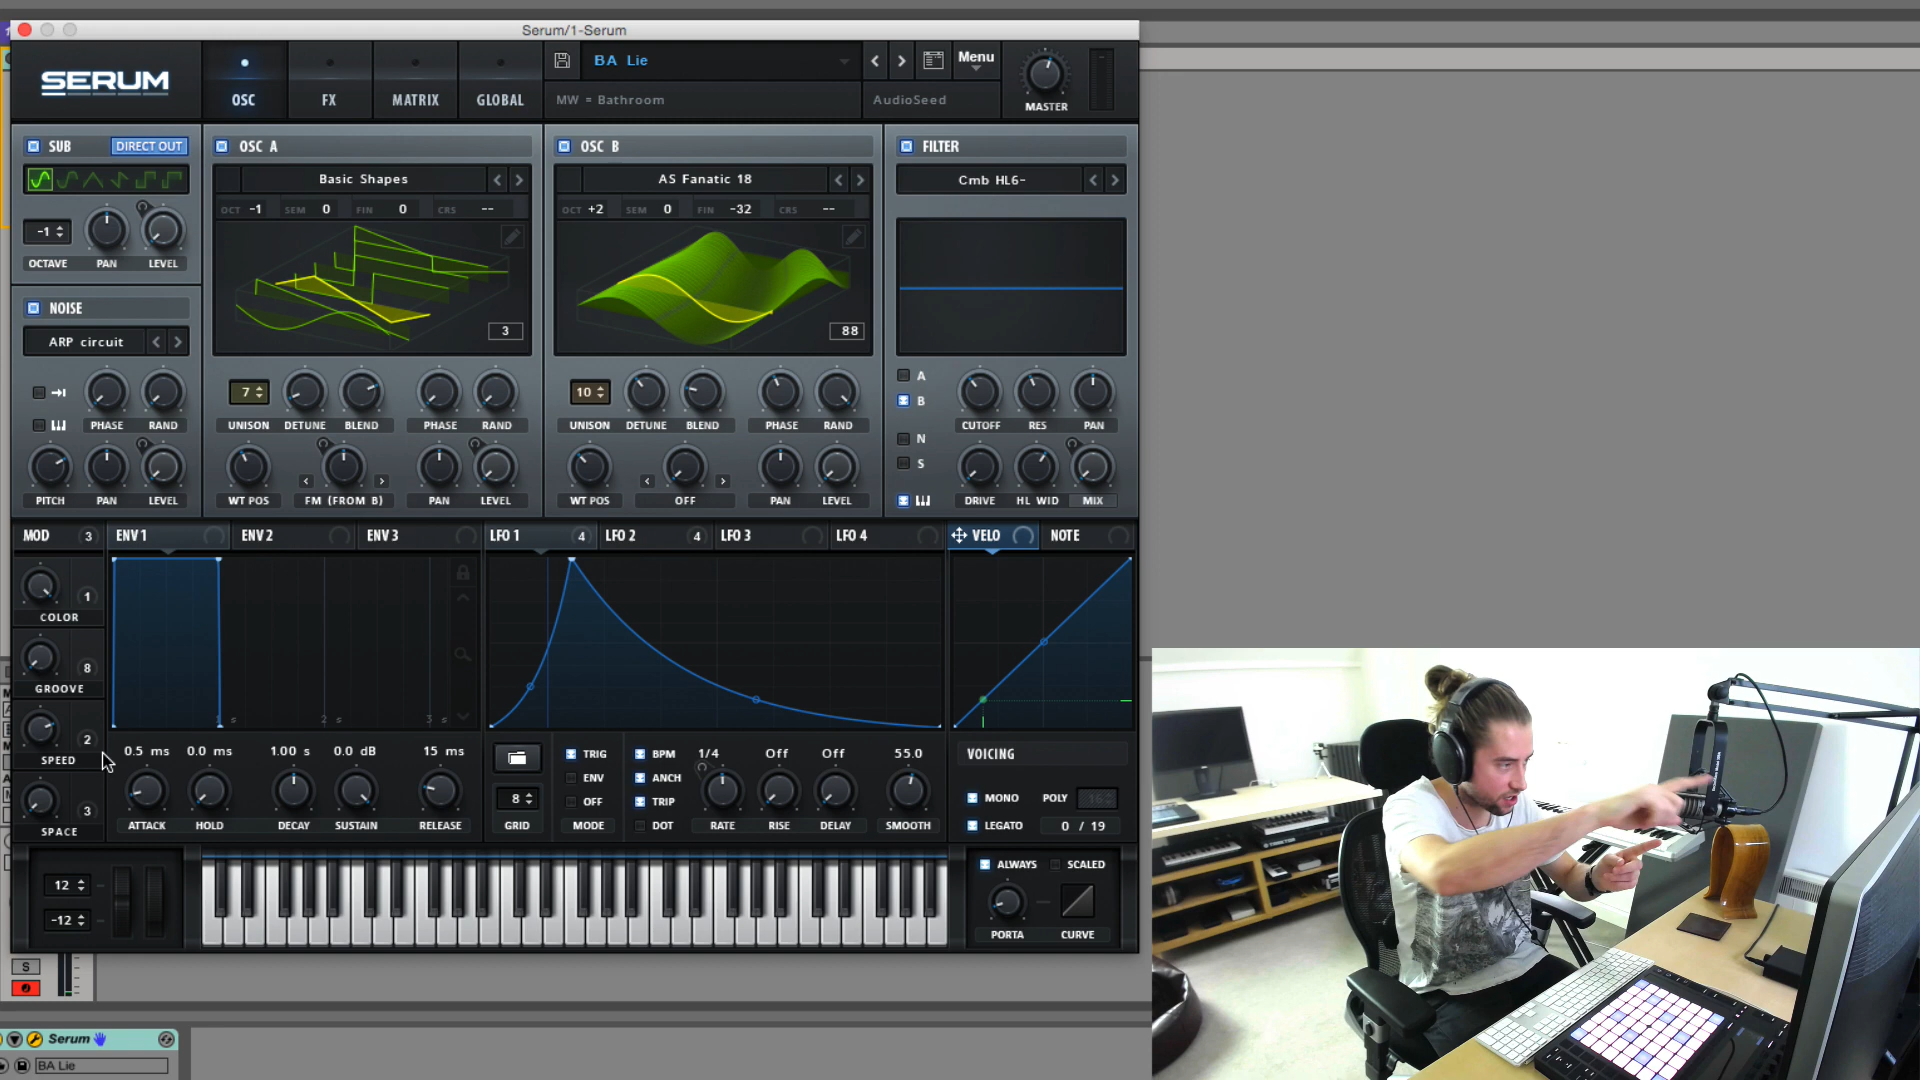 Serum/1-Serum
SERUM
OSC
FX
MATRIX
GLOBAL
BA Lie
Menu
MW = Bathroom
AudioSeed
MASTER
SUB
DIRECT OUT
-1
OCTAVE PAN LEVEL
NOISE
ARP circuit
PHASE RAND
PITCH PAN LEVEL
OSC A
Basic Shapes
OCT -1 SEM 0 FIN 0 CRS --
3
7
UNISON DETUNE BLEND PHASE RAND
WT POS FM (FROM B) PAN LEVEL
OSC B
AS Fanatic 18
OCT +2 SEM 0 FIN -32 CRS --
88
10
UNISON DETUNE BLEND PHASE RAND
WT POS OFF PAN LEVEL
FILTER
Cmb HL6-
A
B
N
S
CUTOFF RES PAN
DRIVE HL WID MIX
MOD 3 ENV 1 ENV 2 ENV 3 LFO 1 4 LFO 2 4 LFO 3 LFO 4 VELO NOTE
1
COLOR
8
GROOVE
2
SPEED
3
SPACE
1 s 2 s 3 s
0.5 ms 0.0 ms 1.00 s 0.0 dB 15 ms
ATTACK HOLD DECAY SUSTAIN RELEASE
8
GRID
TRIG
ENV
OFF
MODE
BPM
ANCH
TRIP
DOT
1/4 Off Off 55.0
RATE RISE DELAY SMOOTH
VOICING
MONO POLY 16
LEGATO 0 / 19
ALWAYS SCALED
PORTA CURVE
12
-12
S
Serum
BA Lie